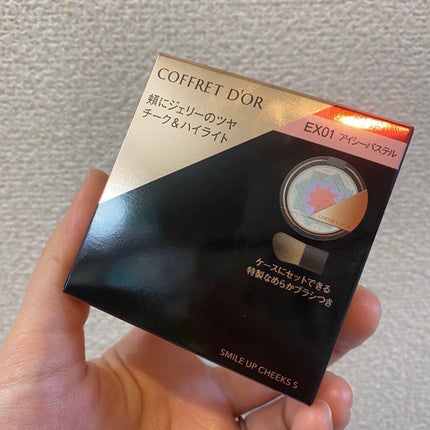 COFFRET D'OR
頬にジェリーのツヤ
チーク&ハイライト
EX01 アイシーパステル
COFFRET D'OR
ケースにセットできる
特製なめらかブラシつき
SMILE UP CHEEKS S